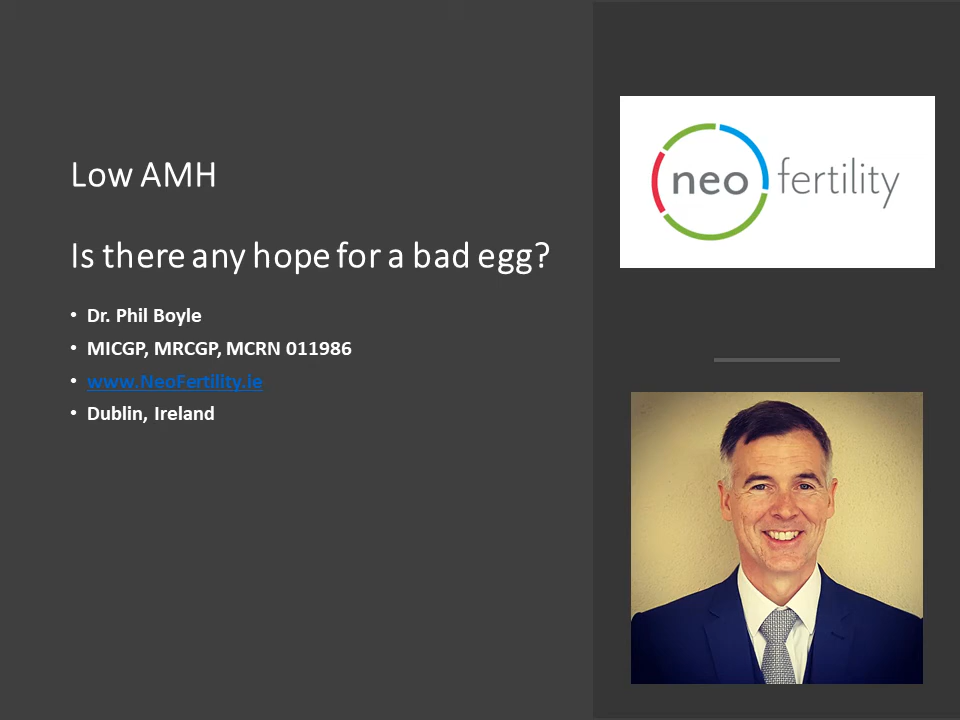 Low AMH
Is there any hope for a bad egg?
• Dr. Phil Boyle
• MICGP, MRCGP, MCRN 011986
• www.NeoFertility.ie
• Dublin, Ireland
neo fertility